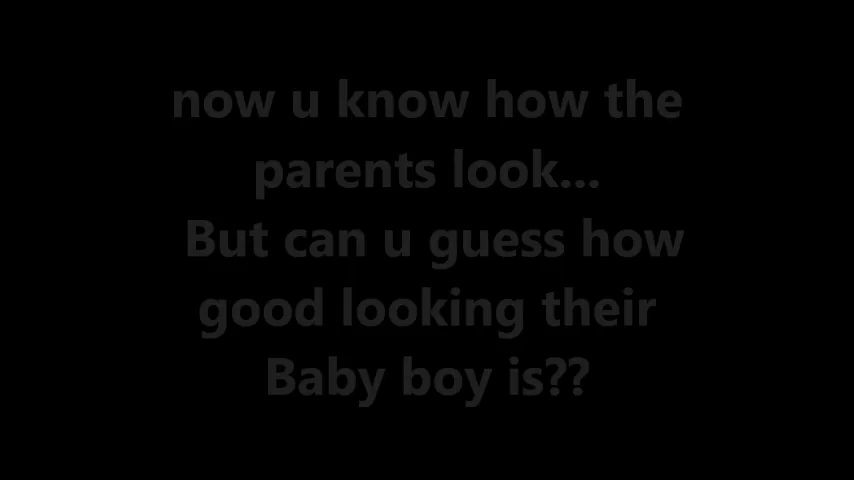 now u know how the
parents look...
But can u guess how
good looking their
Baby boy is??